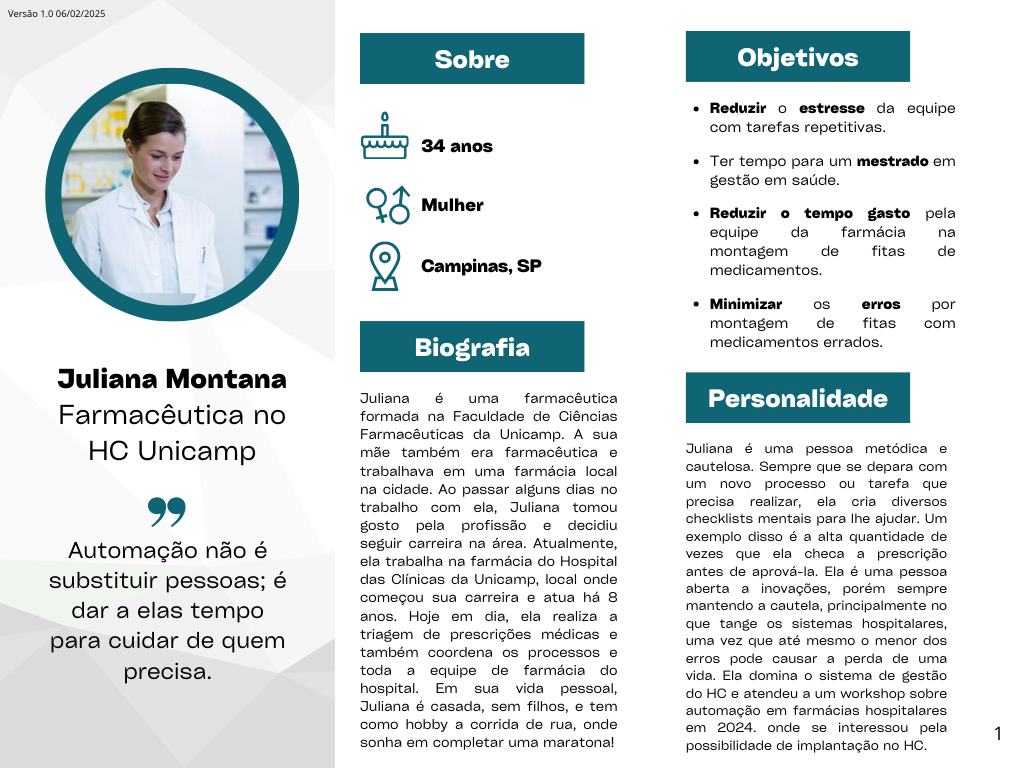 Versão 1.0 06/02/2025
Juliana Montana
Farmacêutica no
HC Unicamp
”
Automação não é
substituir pessoas; é
dar a elas tempo
para cuidar de quem
precisa.
Sobre
34 anos
Mulher
Campinas, SP
Biografia
Juliana é uma farmacêutica
formada na Faculdade de Ciências
Farmacêuticas da Unicamp. A sua
mãe também era farmacêutica e
trabalhava em uma farmácia local
na cidade. Ao passar alguns dias no
trabalho com ela, Juliana tomou
gosto pela profissão e decidiu
seguir carreira na área. Atualmente,
ela trabalha na farmácia do Hospital
das Clínicas da Unicamp, local onde
começou sua carreira e atua há 8
anos. Hoje em dia, ela realiza a
triagem de prescrições médicas e
também coordena os processos e
toda a equipe de farmácia do
hospital. Em sua vida pessoal,
Juliana é casada, sem filhos, e tem
como hobby a corrida de rua, onde
sonha em completar uma maratona!
Objetivos
• Reduzir o estresse da equipe
com tarefas repetitivas.
• Ter tempo para um mestrado em
gestão em saúde.
• Reduzir o tempo gasto pela
equipe da farmácia na
montagem de fitas de
medicamentos.
• Minimizar os erros por
montagem de fitas com
medicamentos errados.
Personalidade
Juliana é uma pessoa metódica e
cautelosa. Sempre que se depara com
um novo processo ou tarefa que
precisa realizar, ela cria diversos
checklists mentais para lhe ajudar. Um
exemplo disso é a alta quantidade de
vezes que ela checa a prescrição
antes de aprová-la. Ela é uma pessoa
aberta a inovações, porém sempre
mantendo a cautela, principalmente no
que tange os sistemas hospitalares,
uma vez que até mesmo o menor dos
erros pode causar a perda de uma
vida. Ela domina o sistema de gestão
do HC e atendeu a um workshop sobre
automação em farmácias hospitalares
em 2024. onde se interessou pela
possibilidade de implantação no HC.
1